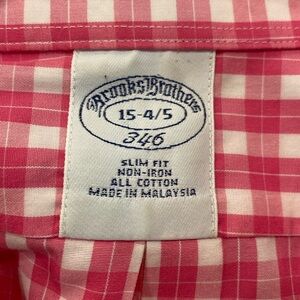 Brooks Brothers
15-4/5
346
SLIM FIT
NON-IRON
ALL COTTON
MADE IN MALAYSIA